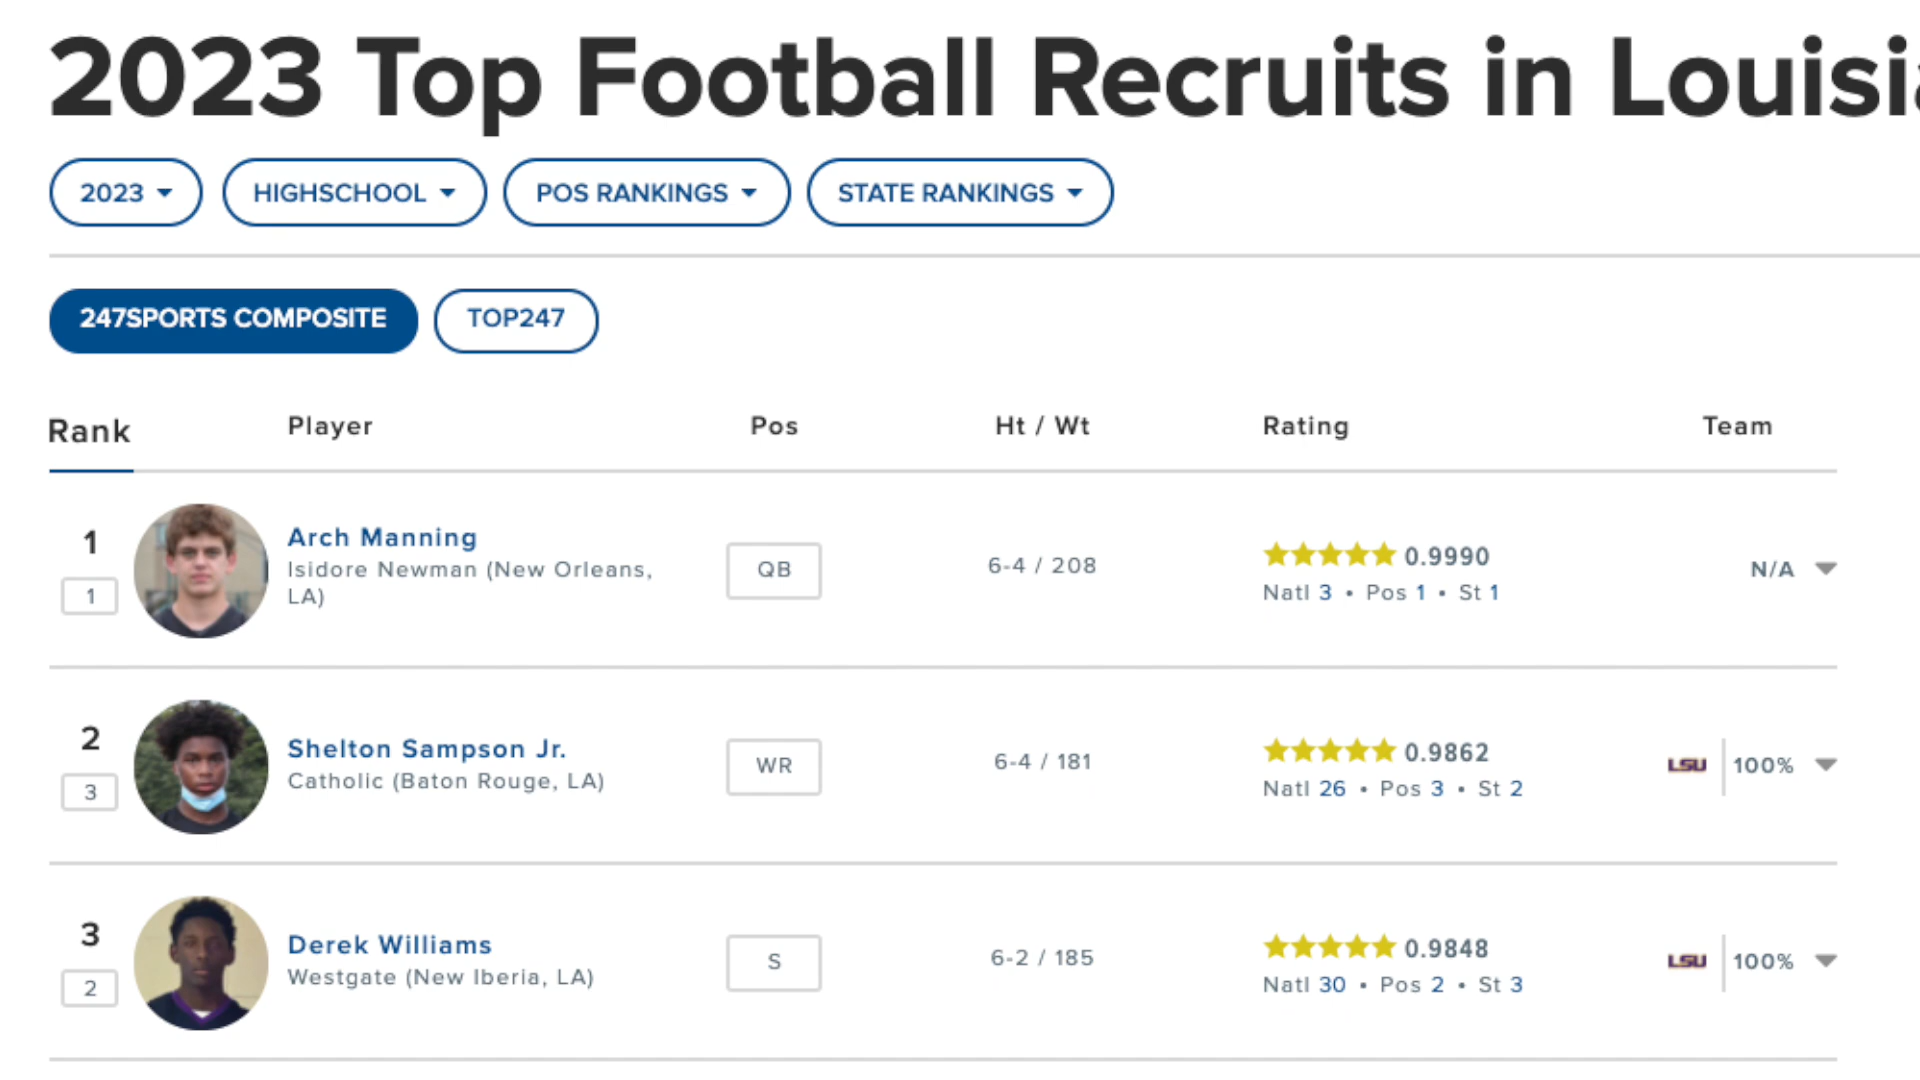 2023 Top Football Recruits in Louisi
2023 HIGHSCHOOL POS RANKINGS STATE RANKINGS
247SPORTS COMPOSITE TOP247
Rank Player Pos Ht / Wt Rating Team
1 Arch Manning
1 Isidore Newman (New Orleans,
LA)
QB 6-4 / 208 0.9990
Natl 3 • Pos 1 • St 1
N/A
2 Shelton Sampson Jr.
3 Catholic (Baton Rouge, LA)
WR 6-4 / 181 0.9862
Natl 26 • Pos 3 • St 2
LSU 100%
3 Derek Williams
2 Westgate (New Iberia, LA)
S 6-2 / 185 0.9848
Natl 30 • Pos 2 • St 3
LSU 100%